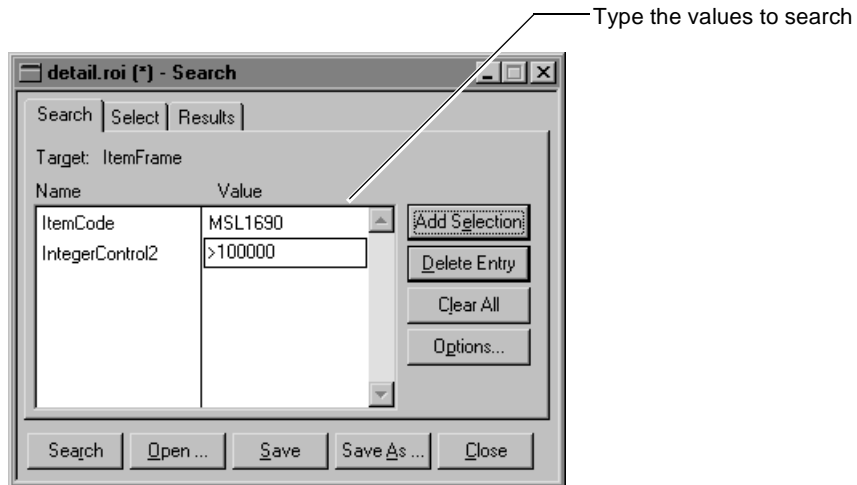 Type the values to search
detail.roi (*) - Search
Search Select Results
Target: ItemFrame
Name Value
ItemCode MSL1690 Add Selection
IntegerControl2 >100000 Delete Entry
Clear All
Options...
Search Open ... Save Save As ... Close